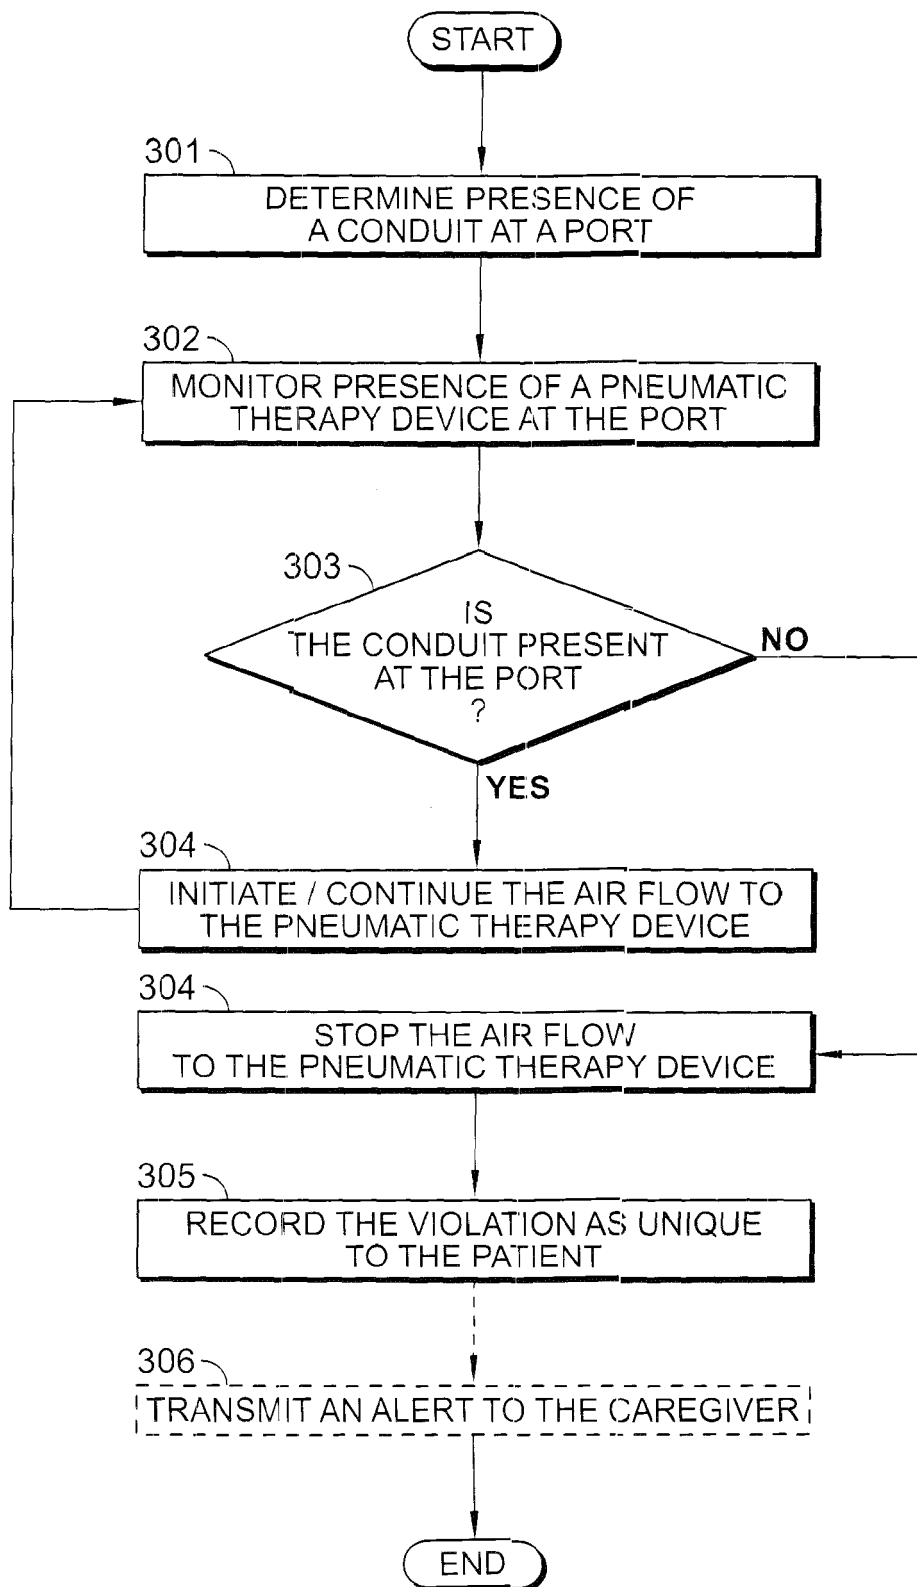 START
301
DETERMINE PRESENCE OF
A CONDUIT AT A PORT
302
MONITOR PRESENCE OF A PNEUMATIC
THERAPY DEVICE AT THE PORT
303
IS
THE CONDUIT PRESENT
AT THE PORT
?
NO
YES
304
INITIATE / CONTINUE THE AIR FLOW TO
THE PNEUMATIC THERAPY DEVICE
304
STOP THE AIR FLOW
TO THE PNEUMATIC THERAPY DEVICE
305
RECORD THE VIOLATION AS UNIQUE
TO THE PATIENT
306
TRANSMIT AN ALERT TO THE CAREGIVER
END